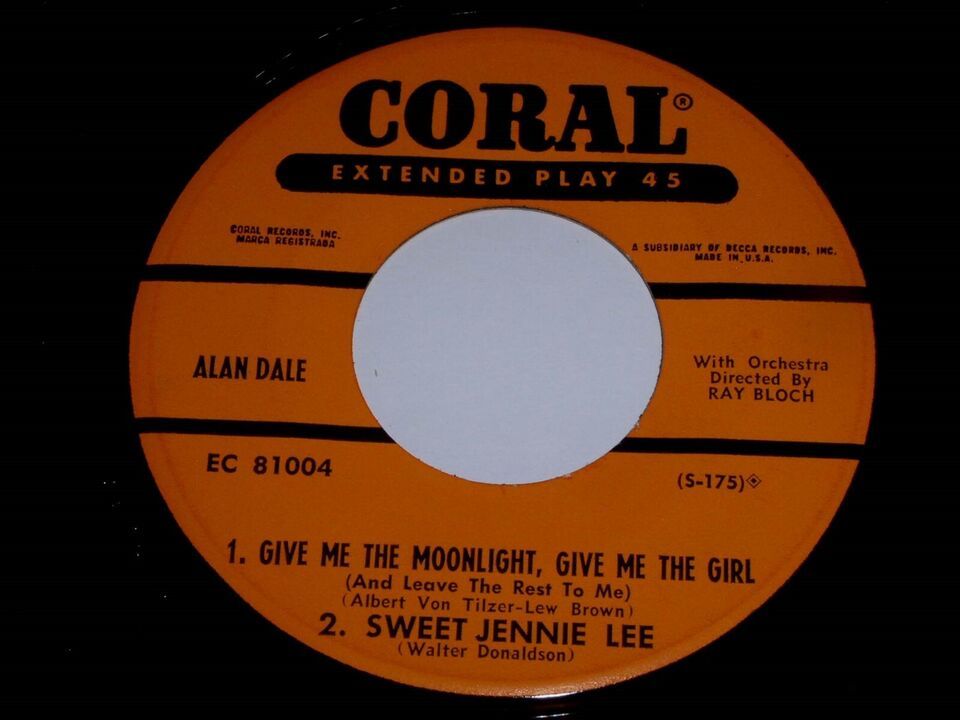 CORAL®
EXTENDED PLAY 45
CORAL RECORDS, INC.
MARCA REGISTRADA
A SUBSIDIARY OF DECCA RECORDS, INC.
MADE IN U.S.A.
ALAN DALE
With Orchestra
Directed By
RAY BLOCH
EC 81004
(S-175)
1. GIVE ME THE MOONLIGHT, GIVE ME THE GIRL
(And Leave The Rest To Me)
(Albert Von Tilzer-Lew Brown)
2. SWEET JENNIE LEE
(Walter Donaldson)